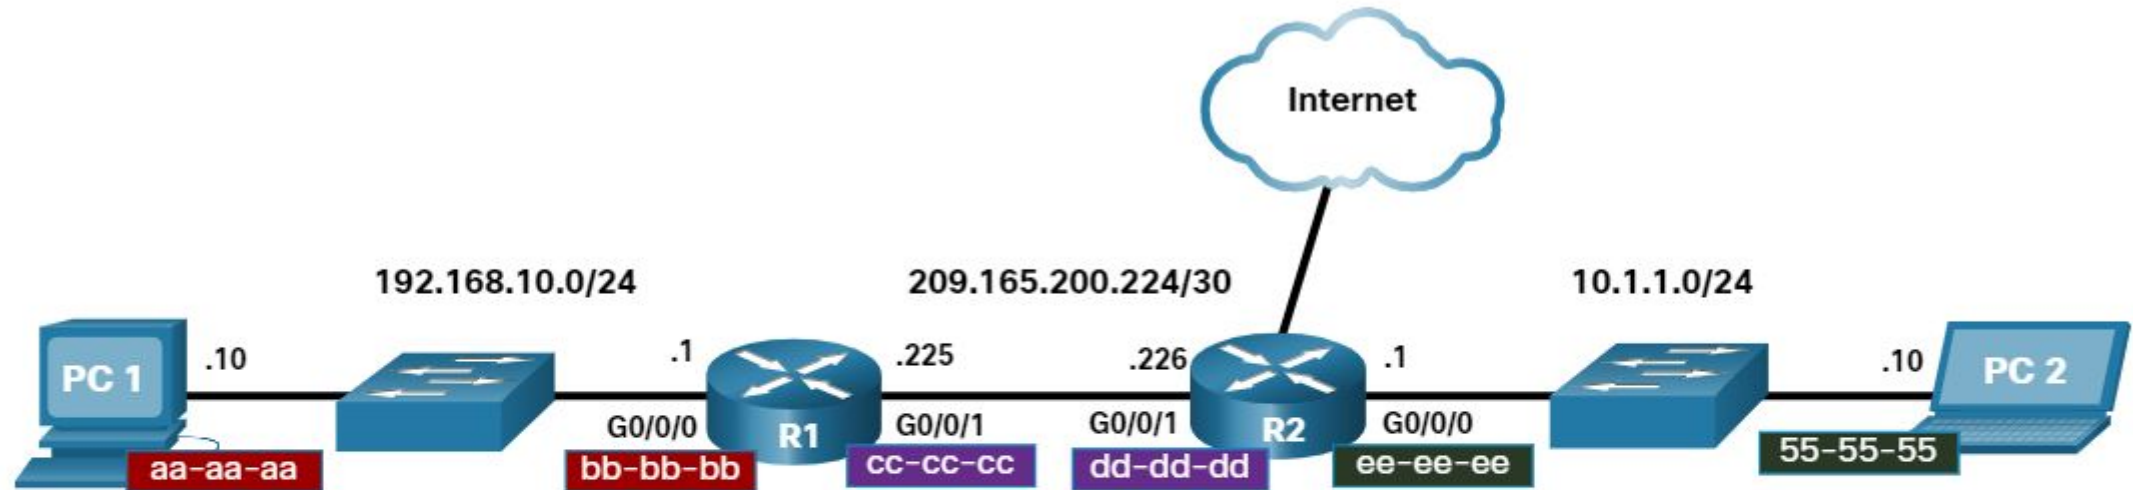 Internet
192.168.10.0/24
209.165.200.224/30
10.1.1.0/24
PC 1
.10
.1
.225
.226
.1
.10
PC 2
G0/0/0
R1
G0/0/1
G0/0/1
R2
G0/0/0
aa-aa-aa
bb-bb-bb
cc-cc-cc
dd-dd-dd
ee-ee-ee
55-55-55